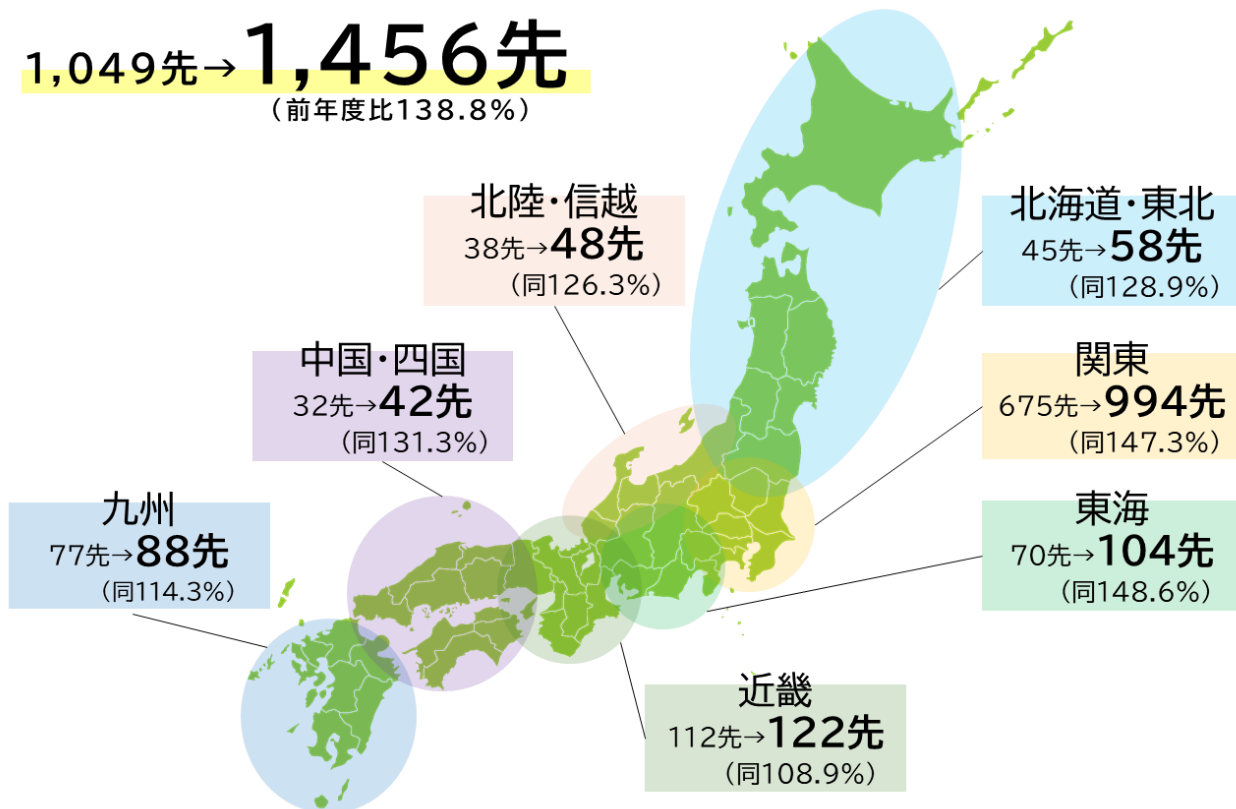 1,049先→1,456先
(前年度比138.8%)
北陸・信越
38先→48先
(同126.3%)
北海道・東北
45先→58先
(同128.9%)
中国・四国
32先→42先
(同131.3%)
関東
675先→994先
(同147.3%)
九州
77先→88先
(同114.3%)
東海
70先→104先
(同148.6%)
近畿
112先→122先
(同108.9%)